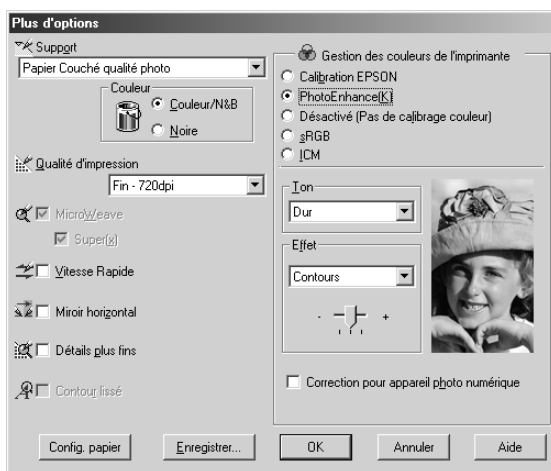 Plus d'options
Support
Papier Couché qualité photo
Couleur
Couleur/N&B
Noire
Qualité d'impression
Fin - 720dpi
MicroWeave
Super(x)
Vitesse Rapide
Miroir horizontal
Détails plus fins
Contour lissé
Gestion des couleurs de l'imprimante
Calibration EPSON
PhotoEnhance(K)
Désactivé (Pas de calibrage couleur)
sRGB
ICM
Ton
Dur
Effet
Contours
- +
Correction pour appareil photo numérique
Config. papier
Enregistrer...
OK
Annuler
Aide